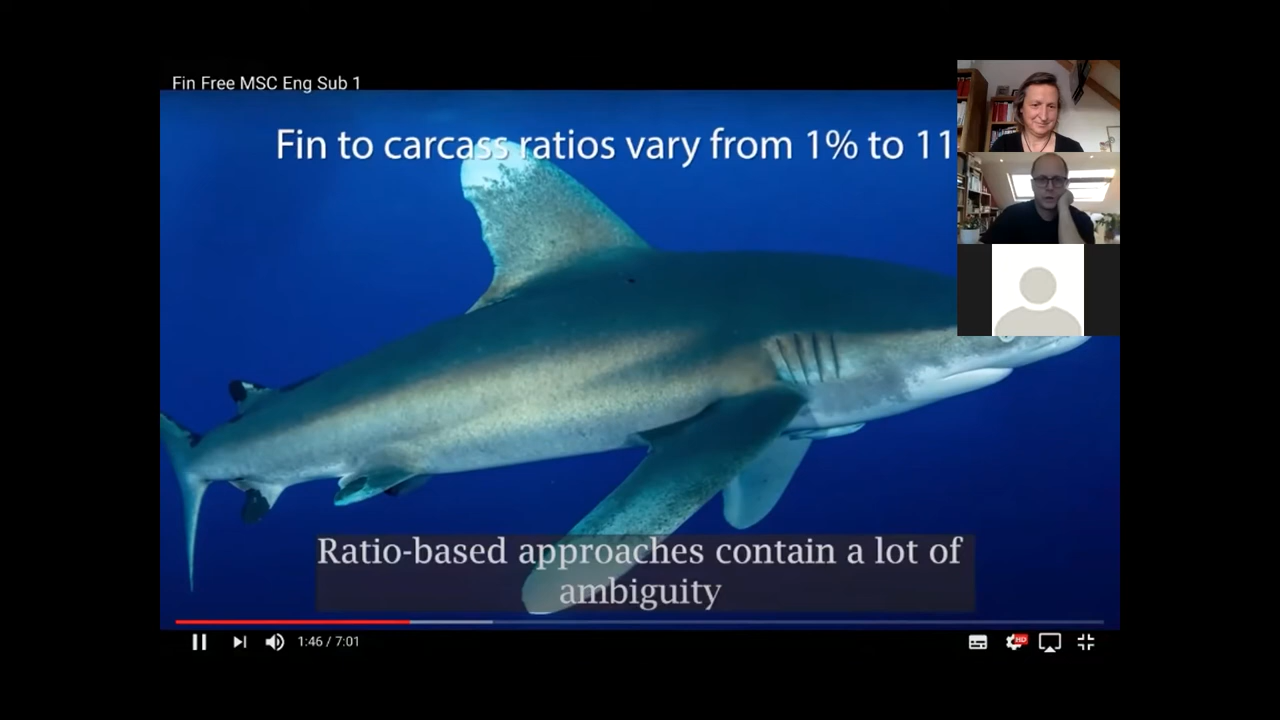 Fin Free MSC Eng Sub 1
Fin to carcass ratios vary from 1% to 11
Ratio-based approaches contain a lot of
ambiguity
1:46 / 7:01
HD